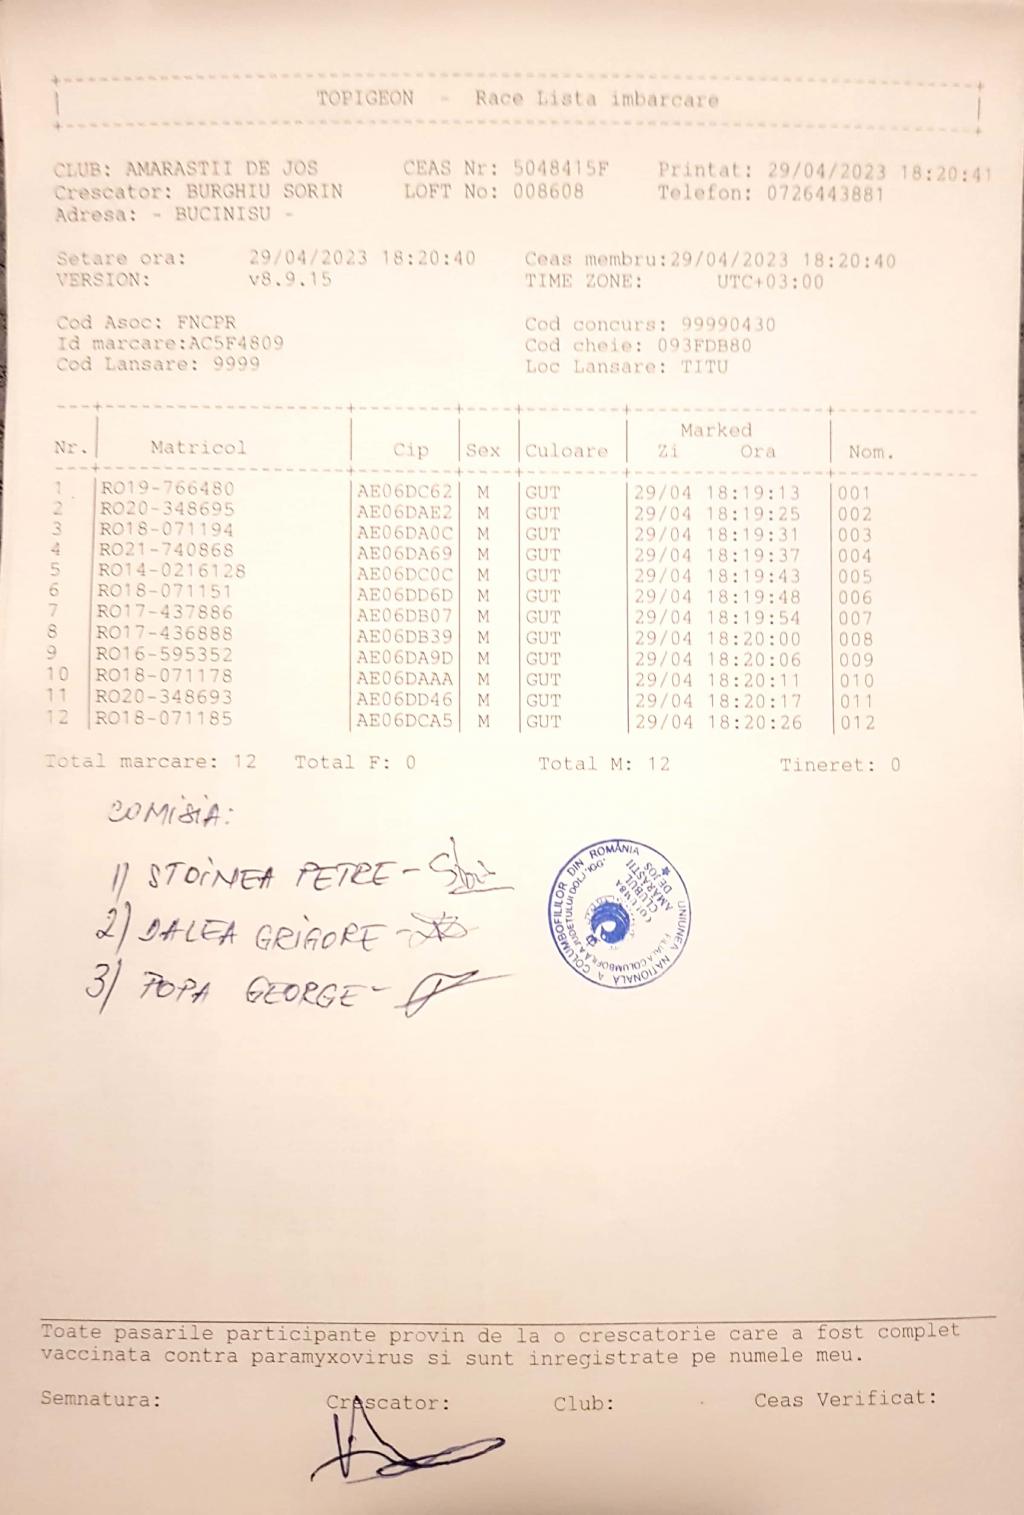 TOPIGEON - Race Lista imbarcare
CLUB: AMARASTII DE JOS CEAS Nr: 5048415F Printat: 29/04/2023 18:20:41
Crescator: BURGHIU SORIN LOFT No: 008608 Telefon: 0726443881
Adresa: - BUCINISU -
Setare ora: 29/04/2023 18:20:40 Ceas membru:29/04/2023 18:20:40
VERSION: v8.9.15 TIME ZONE: UTC+03:00
Cod Asoc: FNCPR Cod concurs: 99990430
Id marcare:AC5F4809 Cod cheie: 093FDB80
Cod Lansare: 9999 Loc Lansare: TITU
Marked
Nr. Matricol Cip Sex Culoare Zi Ora Nom.
1 RO19-766480 AE06DC62 M GUT 29/04 18:19:13 001
2 RO20-348695 AE06DAE2 M GUT 29/04 18:19:25 002
3 RO18-071194 AE06DA0C M GUT 29/04 18:19:31 003
4 RO21-740868 AE06DA69 M GUT 29/04 18:19:37 004
5 RO14-0216128 AE06DC0C M GUT 29/04 18:19:43 005
6 RO18-071151 AE06DD6D M GUT 29/04 18:19:48 006
7 RO17-437886 AE06DB07 M GUT 29/04 18:19:54 007
8 RO17-436888 AE06DB39 M GUT 29/04 18:20:00 008
9 RO16-595352 AE06DA9D M GUT 29/04 18:20:06 009
10 RO18-071178 AE06DAAA M GUT 29/04 18:20:11 010
11 RO20-348693 AE06DD46 M GUT 29/04 18:20:17 011
12 RO18-071185 AE06DCA5 M GUT 29/04 18:20:26 012
Total marcare: 12 Total F: 0 Total M: 12 Tineret: 0
COMISIA:
1) STOINEA PETRE -
2) DALEA GRIGORE -
3) POPA GEORGE -
UNIUNEA NATIONALĂ A COLUMBOFILILOR DIN ROMÂNIA
FILIALA COLUMBOFILĂ A JUDETULUI DOLJ
CLUBUL
AMARASTII
DE JOS
Toate pasarile participante provin de la o crescatorie care a fost complet
vaccinata contra paramyxovirus si sunt inregistrate pe numele meu.
Semnatura: Crescator: Club: Ceas Verificat: